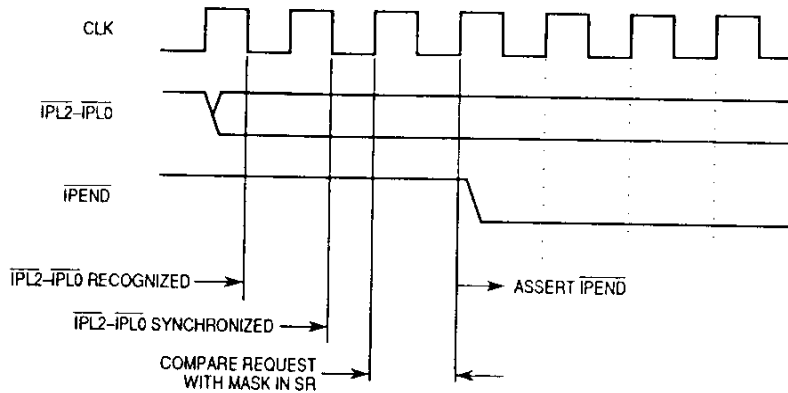 CLK
IPL2–IPL0
IPEND
IPL2–IPL0 RECOGNIZED
ASSERT IPEND
IPL2–IPL0 SYNCHRONIZED
COMPARE REQUEST
WITH MASK IN SR